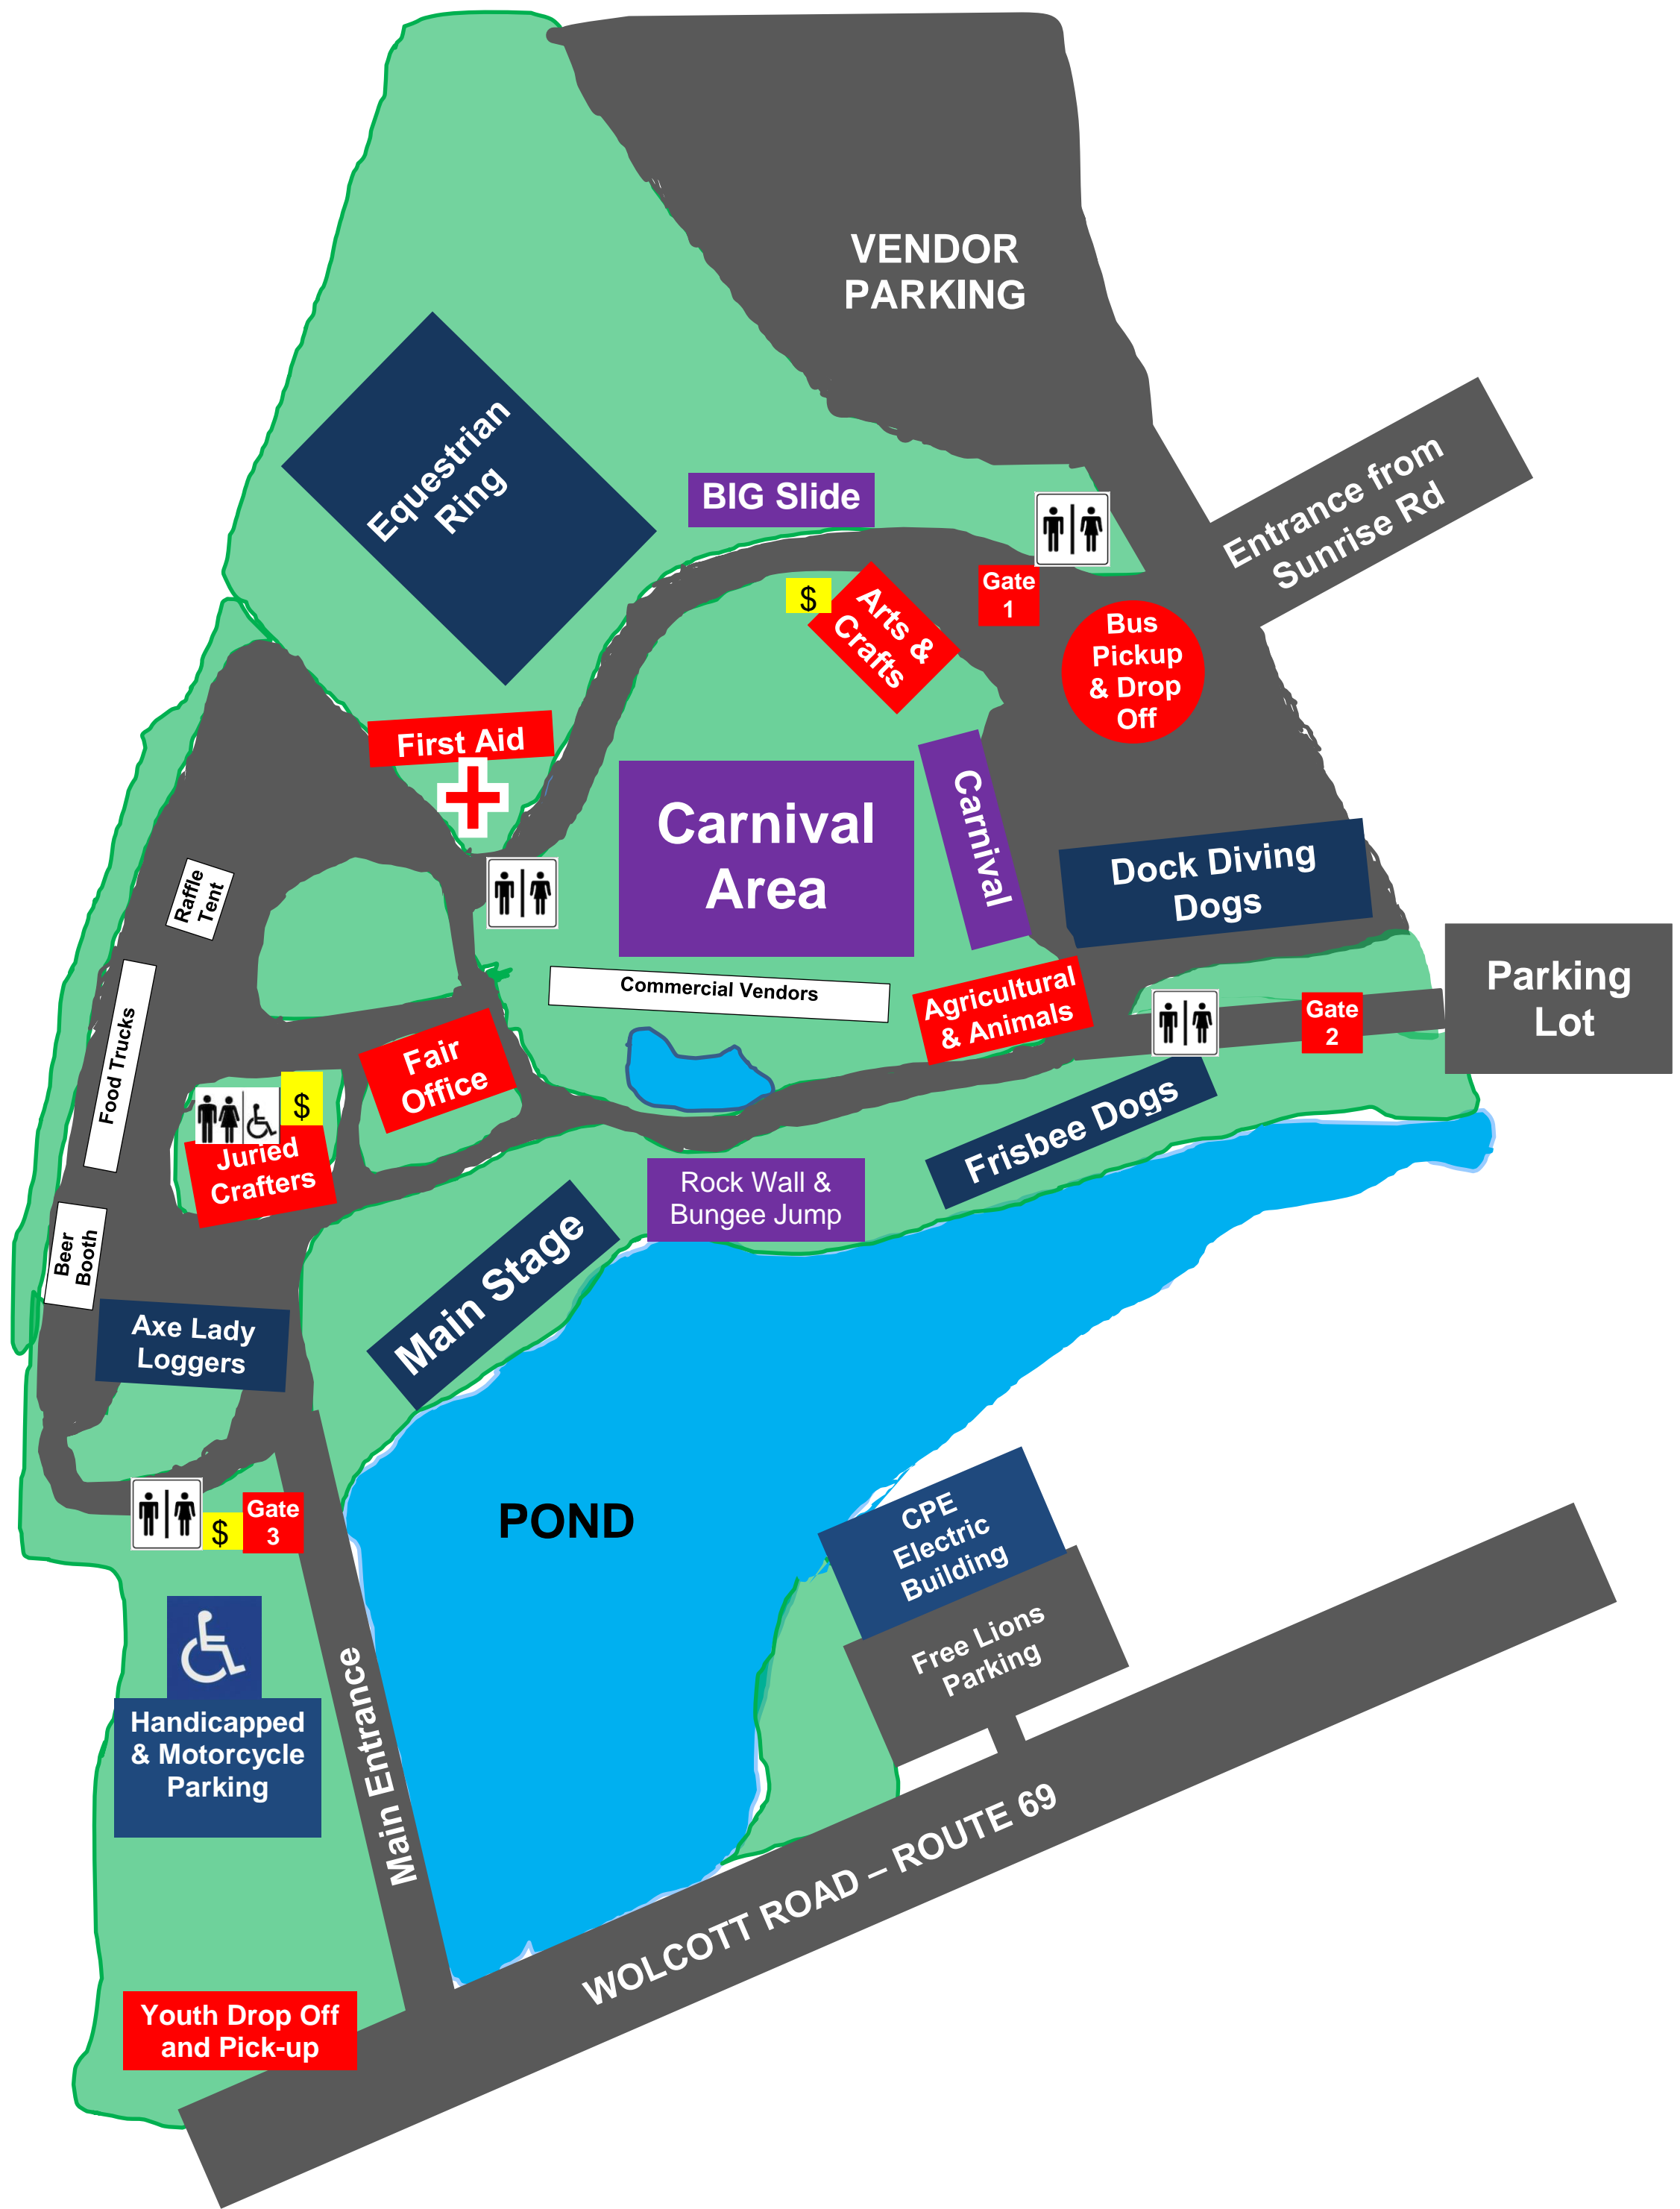 VENDOR
PARKING
Equestrian
Ring
BIG Slide
Entrance from
Sunrise Rd
$
Arts &
Crafts
Gate
1
Bus
Pickup
& Drop
Off
First Aid
Carnival
Area
Carnival
Dock Diving
Dogs
Raffle
Tent
Commercial Vendors
Agricultural
& Animals
Gate
2
Parking
Lot
Food Trucks
Fair
Office
$
Juried
Crafters
Frisbee Dogs
Rock Wall &
Bungee Jump
Beer
Booth
Main Stage
Axe Lady
Loggers
$
Gate
3
POND
CPE
Electric
Building
Free Lions
Parking
Handicapped
& Motorcycle
Parking
Main Entrance
WOLCOTT ROAD – ROUTE 69
Youth Drop Off
and Pick-up